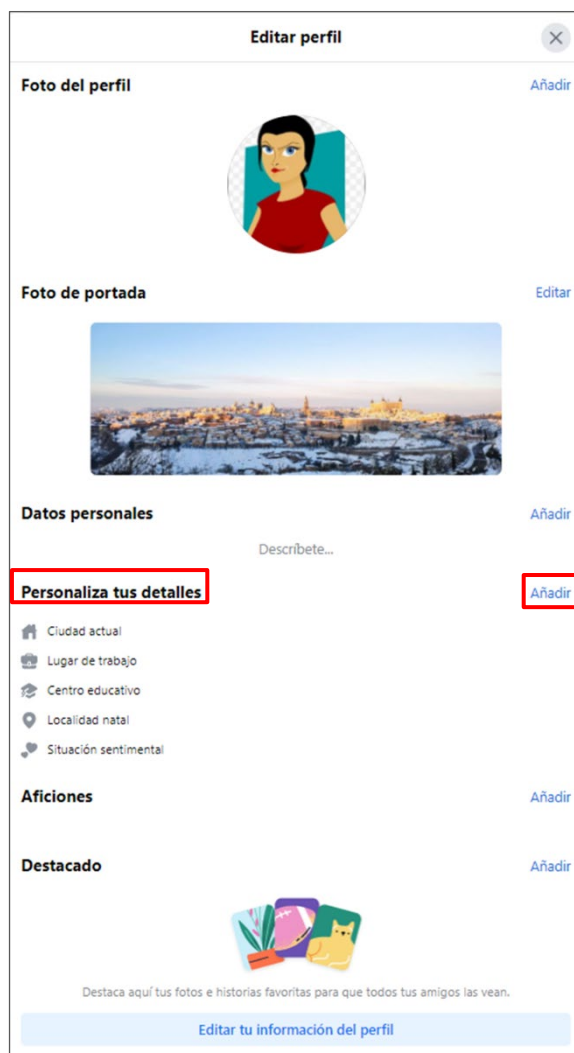 Editar perfil
Foto del perfil
Añadir
Foto de portada
Editar
Datos personales
Añadir
Descríbete...
Personaliza tus detalles
Añadir
Ciudad actual
Lugar de trabajo
Centro educativo
Localidad natal
Situación sentimental
Aficiones
Añadir
Destacado
Añadir
Destaca aquí tus fotos e historias favoritas para que todos tus amigos las vean.
Editar tu información del perfil